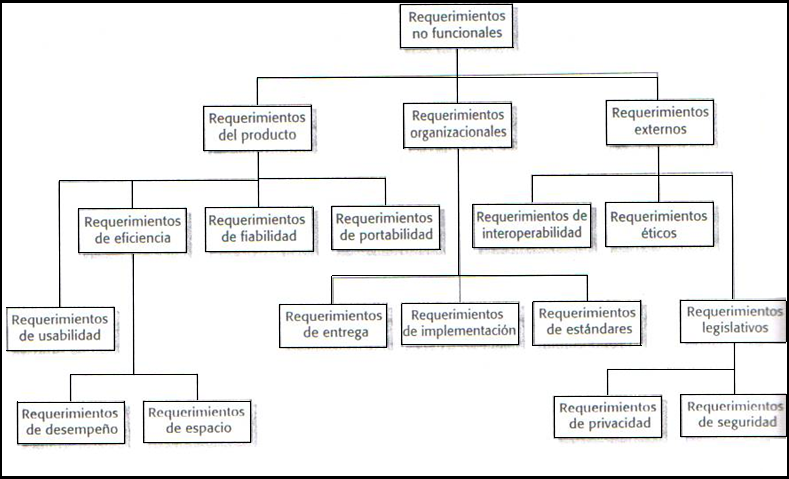 Requerimientos
no funcionales
Requerimientos
del producto
Requerimientos
organizacionales
Requerimientos
externos
Requerimientos
de eficiencia
Requerimientos
de fiabilidad
Requerimientos
de portabilidad
Requerimientos de
interoperabilidad
Requerimientos
éticos
Requerimientos
de usabilidad
Requerimientos
de entrega
Requerimientos
de implementación
Requerimientos
de estándares
Requerimientos
legislativos
Requerimientos
de desempeño
Requerimientos
de espacio
Requerimientos
de privacidad
Requerimientos
de seguridad